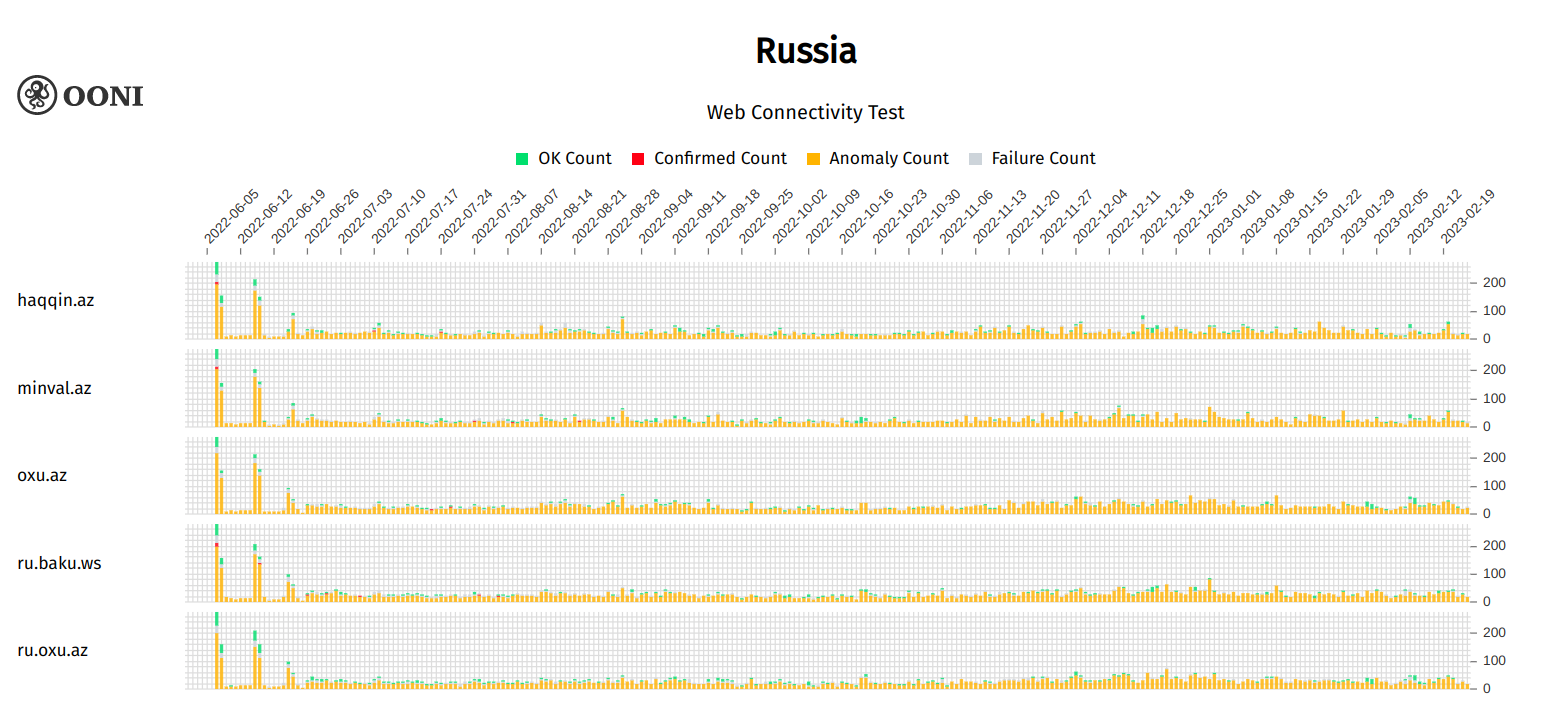 Russia
OONI
Web Connectivity Test
OK Count Confirmed Count Anomaly Count Failure Count
2022-06-05 2022-06-12 2022-06-19 2022-06-26 2022-07-03 2022-07-10 2022-07-17 2022-07-24 2022-07-31 2022-08-07 2022-08-14 2022-08-21 2022-08-28 2022-09-04 2022-09-11 2022-09-18 2022-09-25 2022-10-02 2022-10-09 2022-10-16 2022-10-23 2022-10-30 2022-11-06 2022-11-13 2022-11-20 2022-11-27 2022-12-04 2022-12-11 2022-12-18 2022-12-25 2023-01-01 2023-01-08 2023-01-15 2023-01-22 2023-01-29 2023-02-05 2023-02-12 2023-02-19
200
haqqin.az
100
0
200
minval.az
100
0
200
oxu.az
100
0
200
ru.baku.ws
100
0
200
ru.oxu.az
100
0